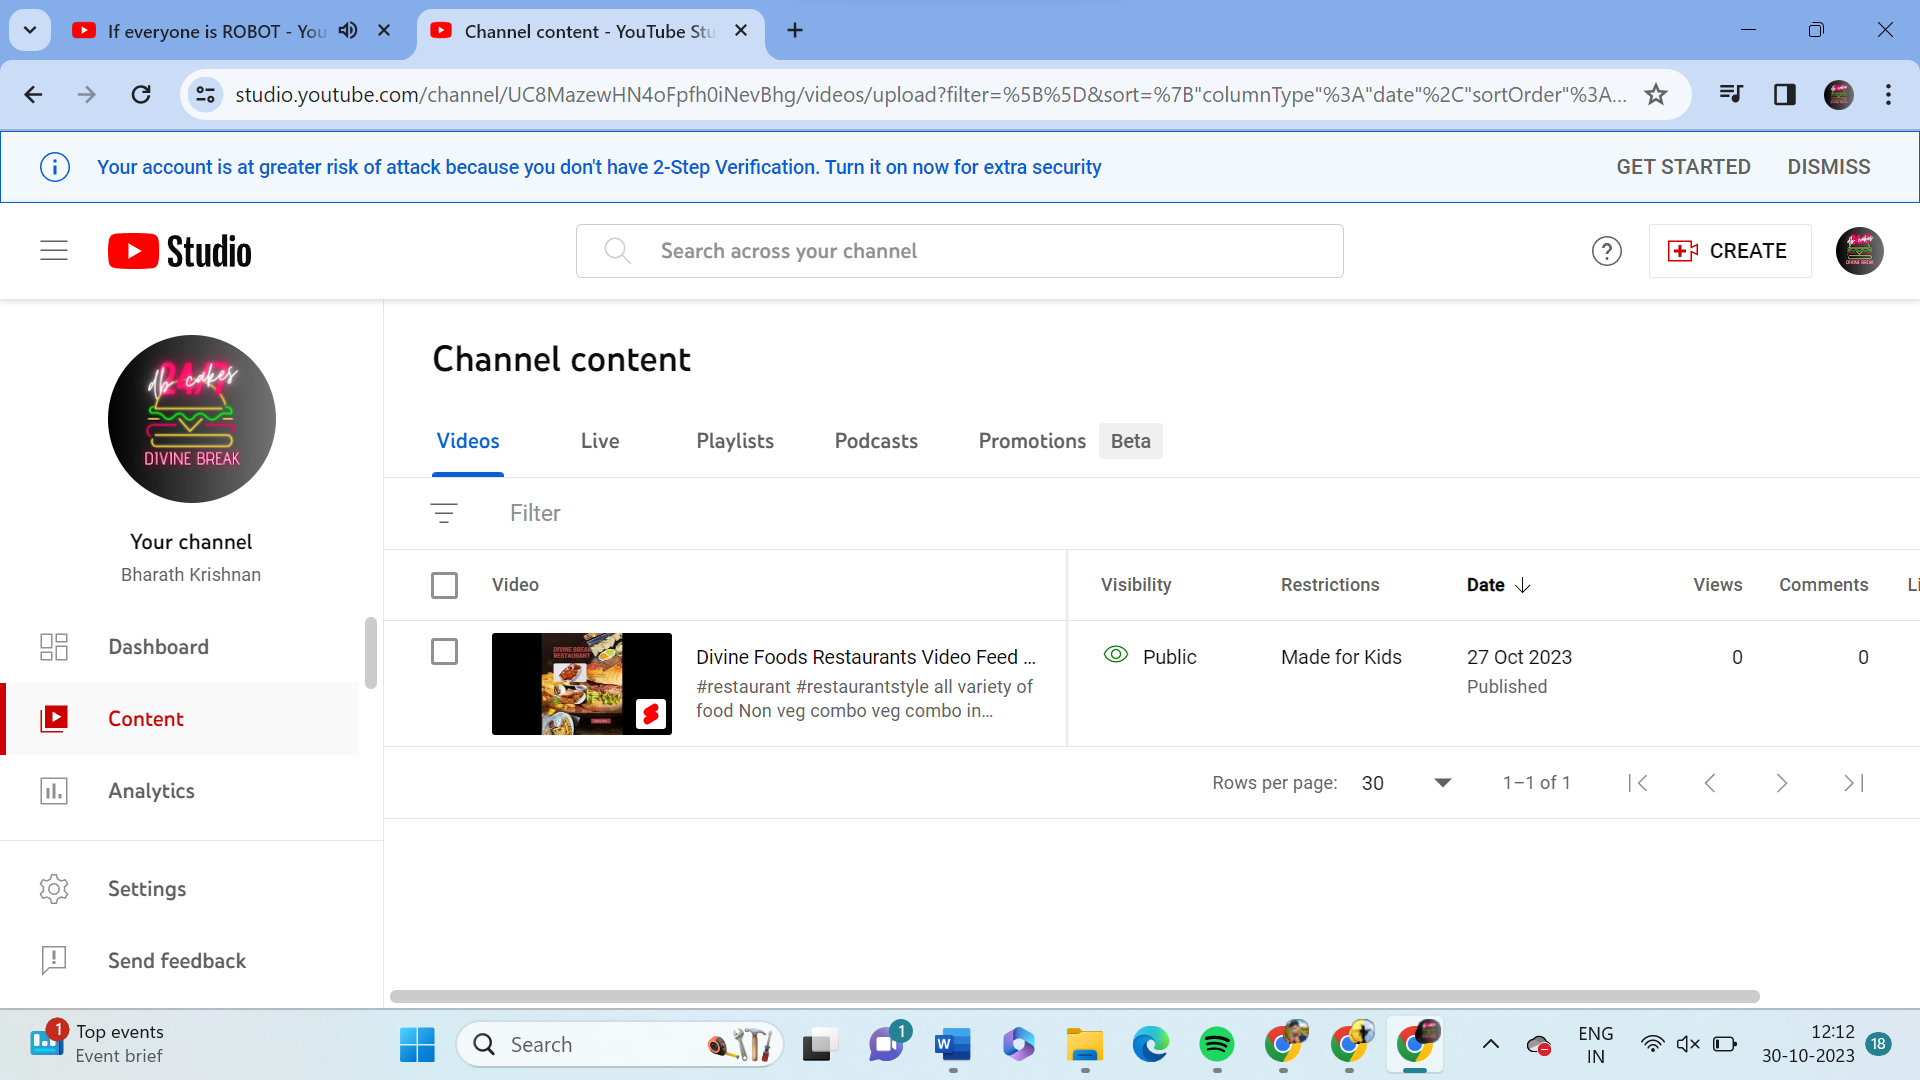 If everyone is ROBOT - You
Channel content - YouTube Stu
studio.youtube.com/channel/UC8MazewHN4oFpfh0iNevBhg/videos/upload?filter=%5B%5D&sort=%7B"columnType"%3A"date"%2C"sortOrder"%3A...
Your account is at greater risk of attack because you don't have 2-Step Verification. Turn it on now for extra security
GET STARTED
DISMISS
Studio
Search across your channel
CREATE
24/7
db cakes
DIVINE BREAK
Your channel
Bharath Krishnan
Dashboard
Content
Analytics
Settings
Send feedback
Channel content
Videos
Live
Playlists
Podcasts
Promotions
Beta
Filter
Video
Visibility
Restrictions
Date
Views
Comments
Li
DIVINE BREAK
RESTAURANT
Divine Foods Restaurants Video Feed ...
#restaurant #restaurantstyle all variety of
food Non veg combo veg combo in...
Public
Made for Kids
27 Oct 2023
Published
0
0
Rows per page:
30
1–1 of 1
1
Top events
Event brief
Search
1
W
ENG
IN
12:12
30-10-2023
18